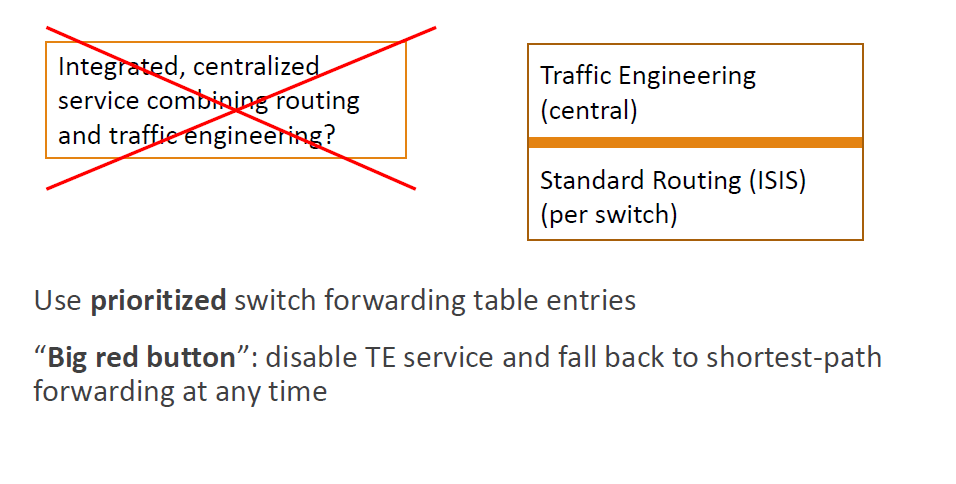 Integrated, centralized
service combining routing
and traffic engineering?
Traffic Engineering
(central)
Standard Routing (ISIS)
(per switch)
Use prioritized switch forwarding table entries
“Big red button”: disable TE service and fall back to shortest-path
forwarding at any time